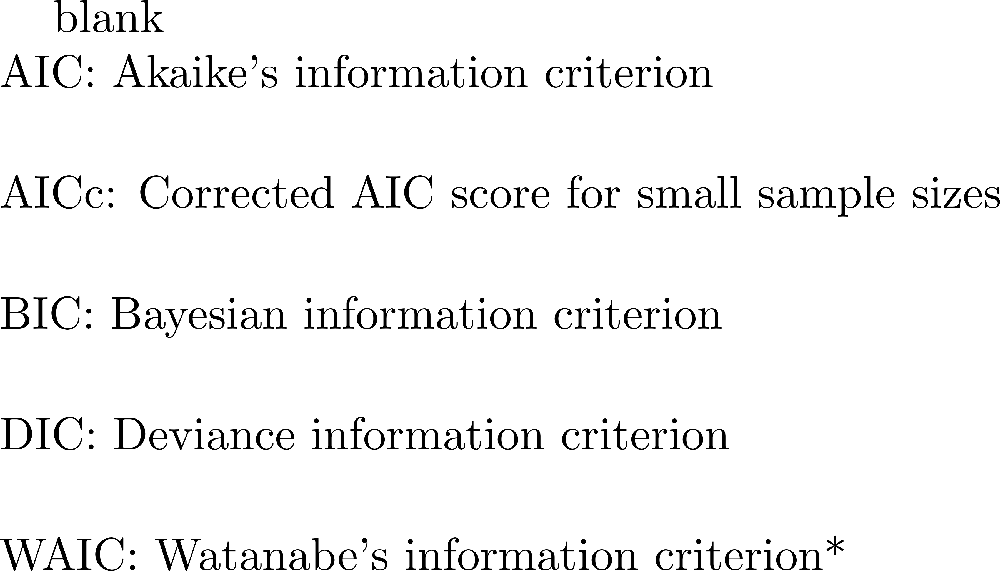 blank
AIC: Akaike’s information criterion
AICc: Corrected AIC score for small sample sizes
BIC: Bayesian information criterion
DIC: Deviance information criterion
WAIC: Watanabe’s information criterion*